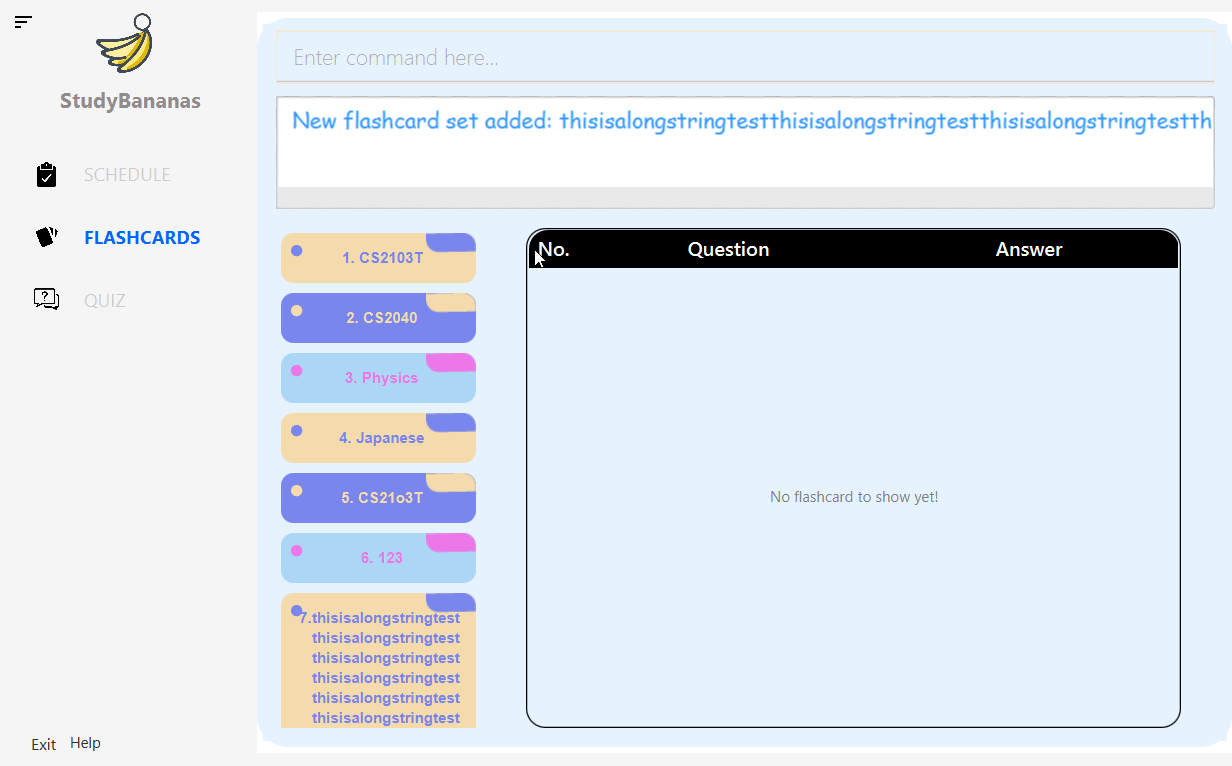 StudyBananas
SCHEDULE
FLASHCARDS
QUIZ
Exit Help
Enter command here...
New flashcard set added: thisisalongstringtestthisisalongstringtestthisisalongstringtestth
1. CS2103T
2. CS2040
3. Physics
4. Japanese
5. CS21o3T
6. 123
7.thisisalongstringtest
thisisalongstringtest
thisisalongstringtest
thisisalongstringtest
thisisalongstringtest
thisisalongstringtest
No. Question Answer
No flashcard to show yet!